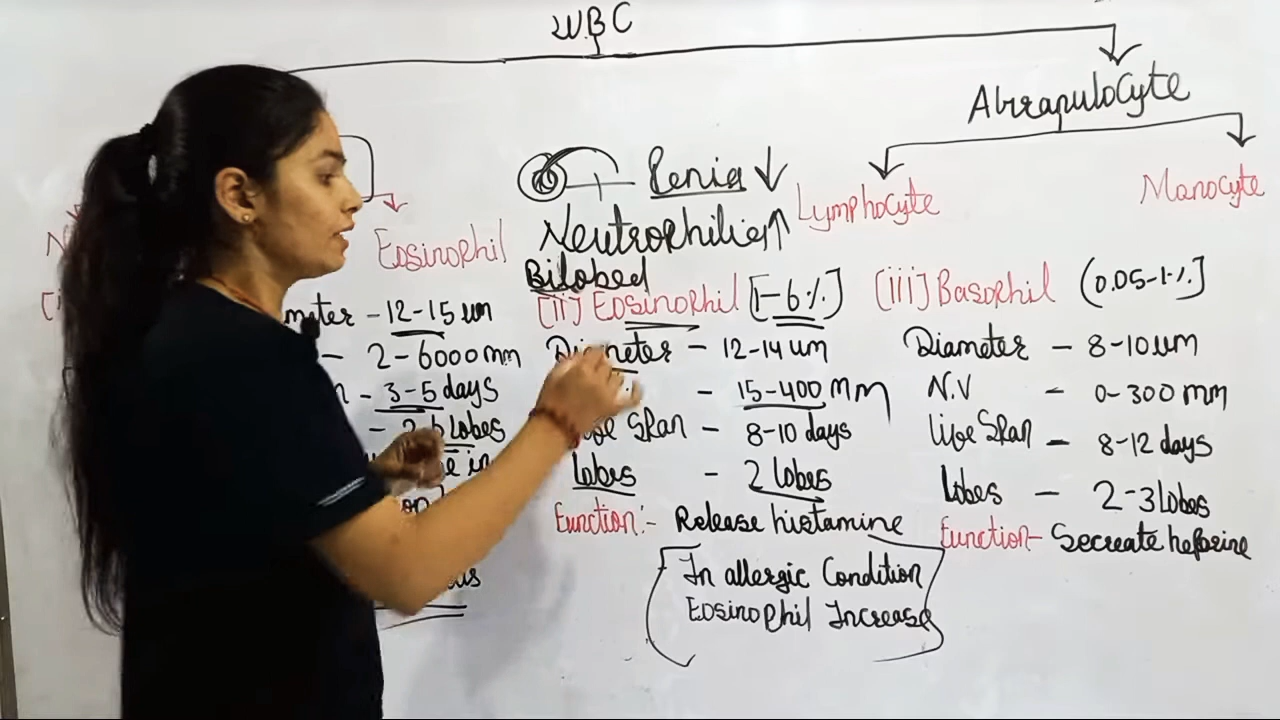 WBC
Abrapulocyte
Lymphocyte
Manocyte
Eosinophil
Penia ↓
Neutrophilia ↑
Bilobed
meter - 12-15 um
- 2-6000 mm
- 3-5 days
Lobes
(ii) Eosinophil [1-6%]
Diameter - 12-14 um
- 15-400 mm
Life Span - 8-10 days
Lobes - 2 lobes
Function:- Release histamine
In allergic Condition
Eosinophil Increase
(iii) Basophil (0.05-1%]
Diameter - 8-10 um
N.V - 0-300 mm
Life Span - 8-12 days
Lobes - 2-3 Lobes
Function- Secreate heparine